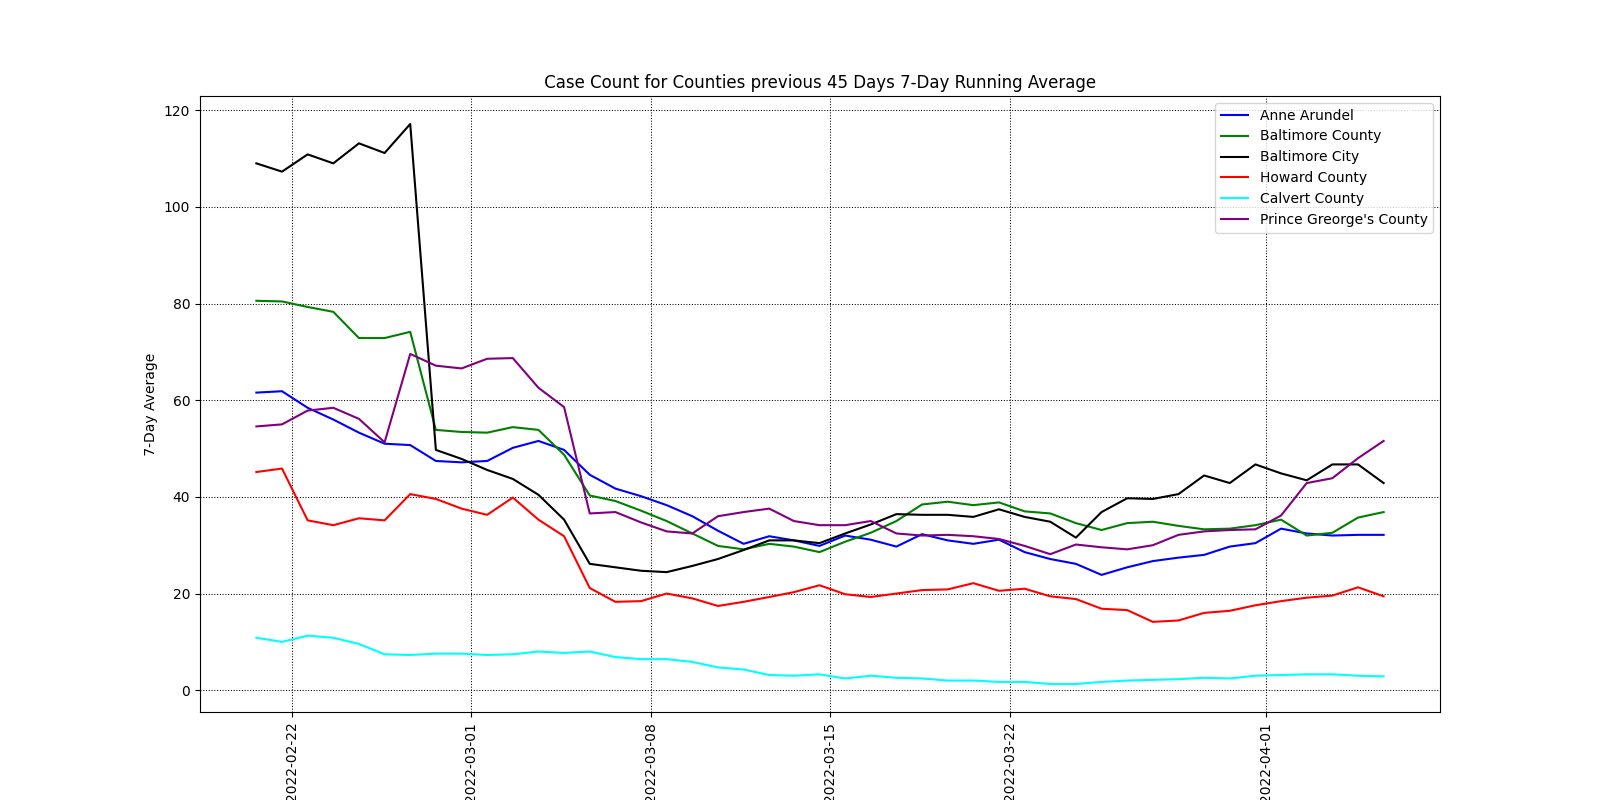 Case Count for Counties previous 45 Days 7-Day Running Average
120
100
80
60
40
20
0
7-Day Average
Anne Arundel
Baltimore County
Baltimore City
Howard County
Calvert County
Prince Greorge's County
2022-02-22
2022-03-01
2022-03-08
2022-03-15
2022-03-22
2022-04-01